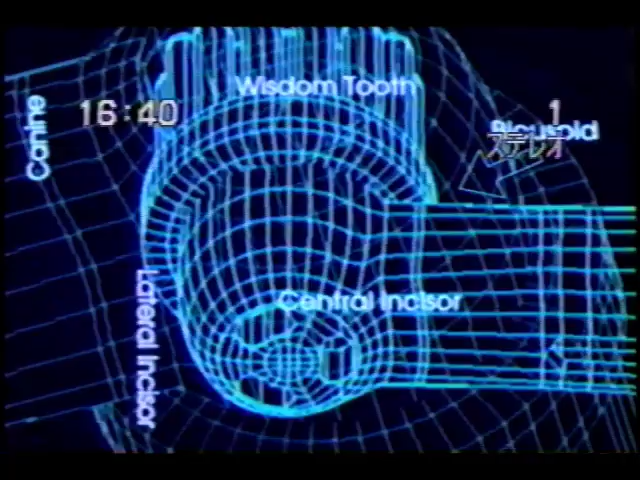 Wisdom Tooth
16:40
1
Canine
Bicuspid
ステレオ
Lateral Incisor
Central Incisor